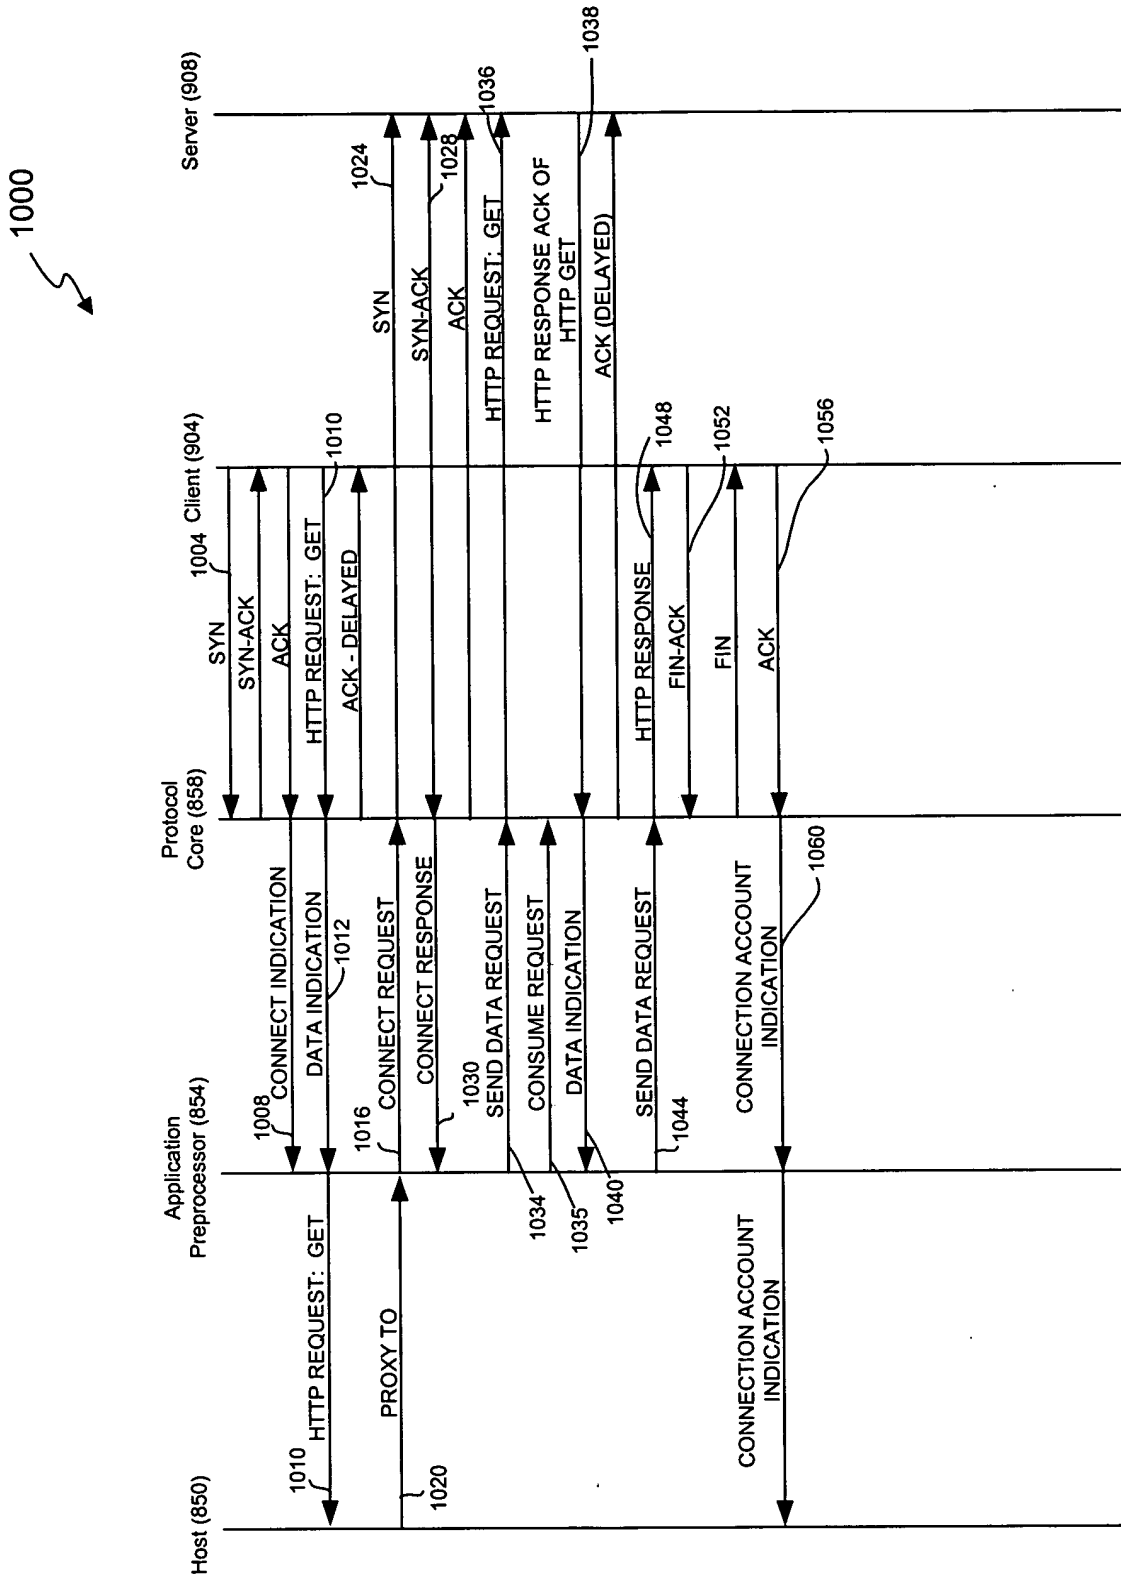 1000
Host (850)
Application
Preprocessor (854)
Protocol
Core (858)
Client (904)
Server (908)
1004
SYN
SYN-ACK
ACK
CONNECT INDICATION
1008
HTTP REQUEST: GET
1010
DATA INDICATION
1012
HTTP REQUEST: GET
1010
ACK - DELAYED
PROXY TO
1020
CONNECT REQUEST
1016
SYN
1024
SYN-ACK
1028
CONNECT RESPONSE
1030
ACK
SEND DATA REQUEST
1034
HTTP REQUEST: GET
1036
CONSUME REQUEST
1035
HTTP RESPONSE ACK OF
HTTP GET
1038
DATA INDICATION
1040
ACK (DELAYED)
SEND DATA REQUEST
1044
HTTP RESPONSE
1048
FIN-ACK
1052
FIN
ACK
1056
CONNECTION ACCOUNT
INDICATION
1060
CONNECTION ACCOUNT
INDICATION